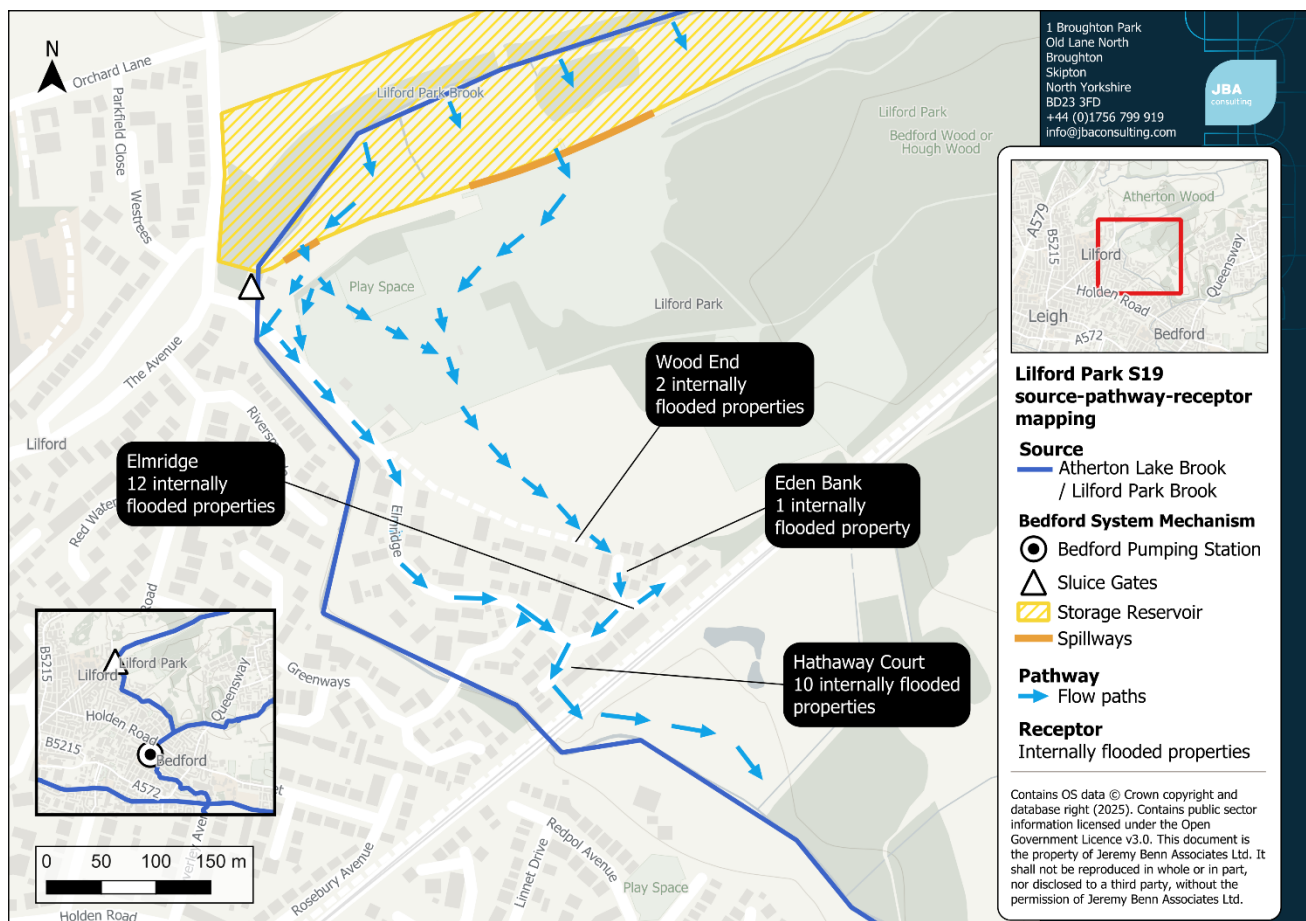 N
Orchard Lane
Parkfield Close
Westrees
Lilford Park Brook
Lilford Park
Bedford Wood or
Hough Wood
Play Space
Lilford Park
The Avenue
Lilford
Red Water
Road
Elmridge
Greenways
Rosebury Avenue
Linnet Drive
Redpol Avenue
Play Space
Holden Road
Wood End
2 internally
flooded properties
Elmridge
12 internally
flooded properties
Eden Bank
1 internally
flooded property
Hathaway Court
10 internally flooded
properties
B5215
Lilford Park
Lilford
Queensway
Holden Road
B5215
Bedford
A572
0 50 100 150 m
1 Broughton Park
Old Lane North
Broughton
Skipton
North Yorkshire
BD23 3FD
+44 (0)1756 799 919
info@jbaconsulting.com
JBA
consulting
Atherton Wood
A579
B5215
Lilford
Queensway
Holden Road
Leigh
A572
Bedford
Lilford Park S19
source-pathway-receptor
mapping
Source
Atherton Lake Brook
/ Lilford Park Brook
Bedford System Mechanism
Bedford Pumping Station
Sluice Gates
Storage Reservoir
Spillways
Pathway
Flow paths
Receptor
Internally flooded properties
Contains OS data © Crown copyright and
database right (2025). Contains public sector
information licensed under the Open
Government Licence v3.0. This document is
the property of Jeremy Benn Associates Ltd. It
shall not be reproduced in whole or in part,
nor disclosed to a third party, without the
permission of Jeremy Benn Associates Ltd.